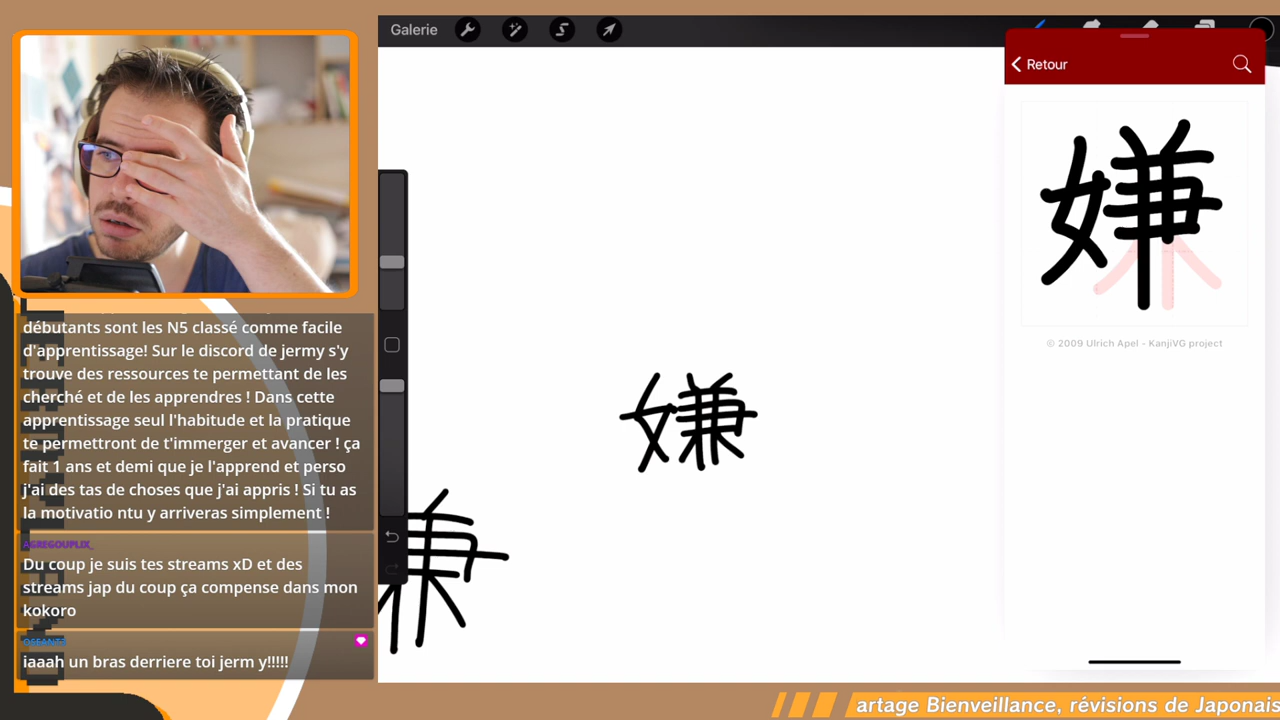 Galerie
Retour
嫌
© 2009 Ulrich Apel - KanjiVG project
嫌
débutants sont les N5 classé comme facile
d'apprentissage! Sur le discord de jermy s'y
trouve des ressources te permettant de les
cherché et de les apprendres ! Dans cette
apprentissage seul l'habitude et la pratique
te permettront de t'immerger et avancer ! ça
fait 1 ans et demi que je l'apprend et perso
j'ai des tas de choses que j'ai appris ! Si tu as
la motivatio ntu y arriveras simplement !
AGREGOUPLIX_
Du coup je suis tes streams xD et des
streams jap du coup ça compense dans mon
kokoro
iaaah un bras derriere toi jerm y!!!!!
artage Bienveillance, révisions de Japonais